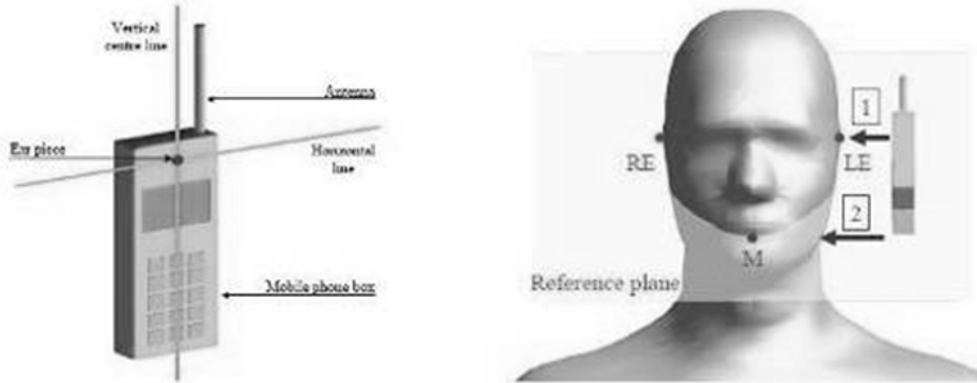 Vertical
centre line
Antenna
Ear piece
Horizontal
line
Mobile phone box
1
RE
LE
2
M
Reference plane